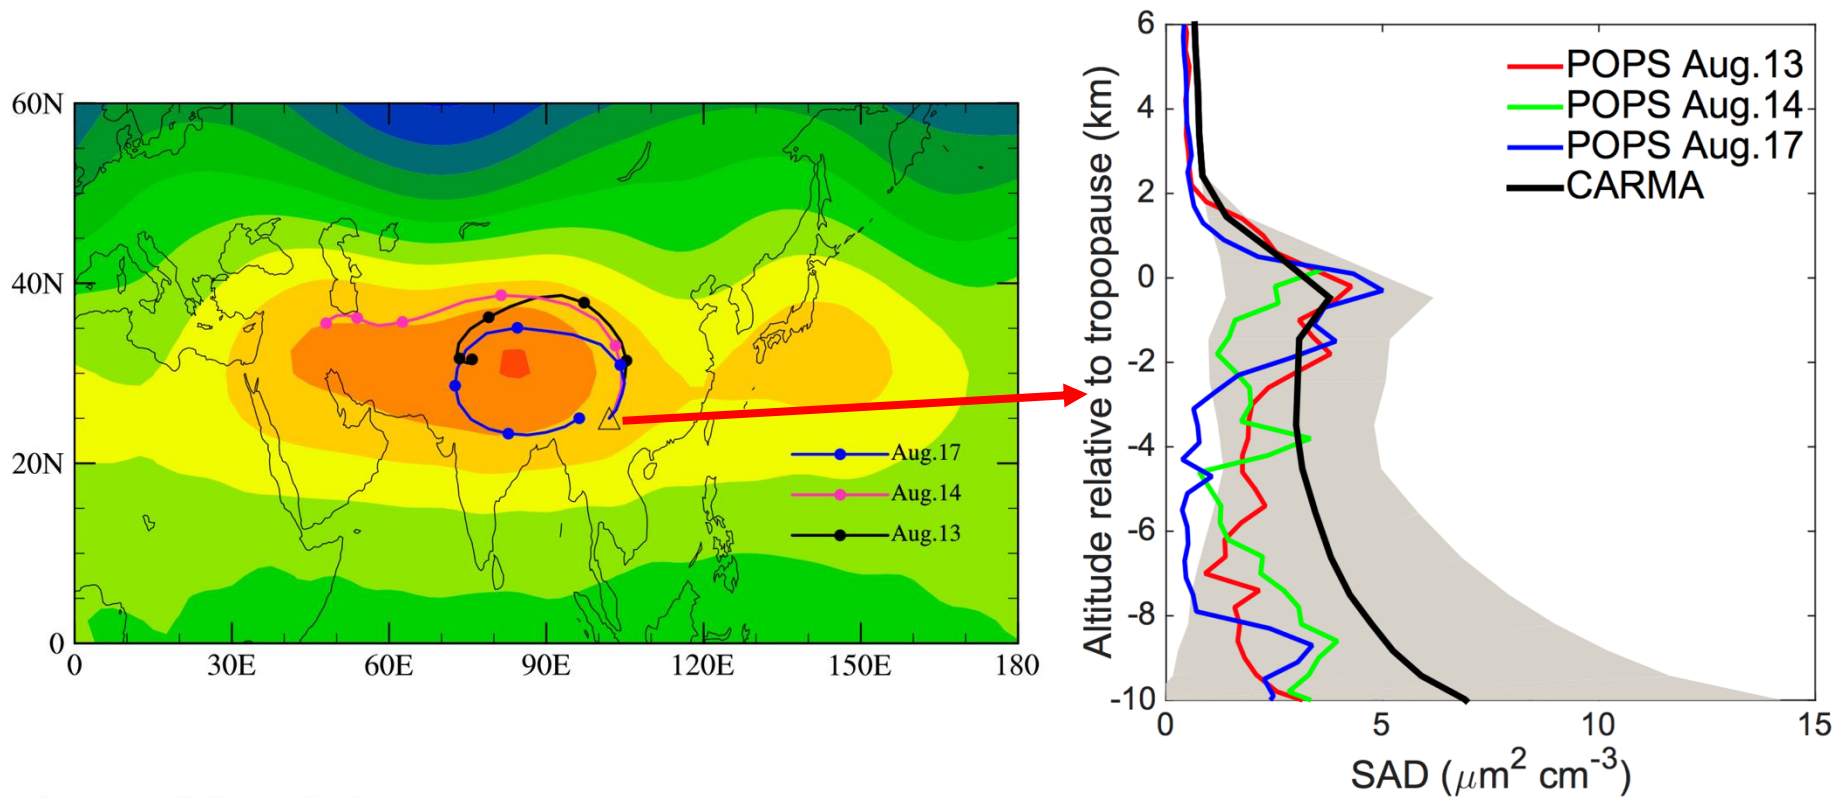 60N
40N
20N
0
0
30E
60E
90E
120E
150E
180
Aug.17
Aug.14
Aug.13
Altitude relative to tropopause (km)
6
4
2
0
-2
-4
-6
-8
-10
POPS Aug.13
POPS Aug.14
POPS Aug.17
CARMA
0
5
10
15
SAD (μm² cm⁻³)